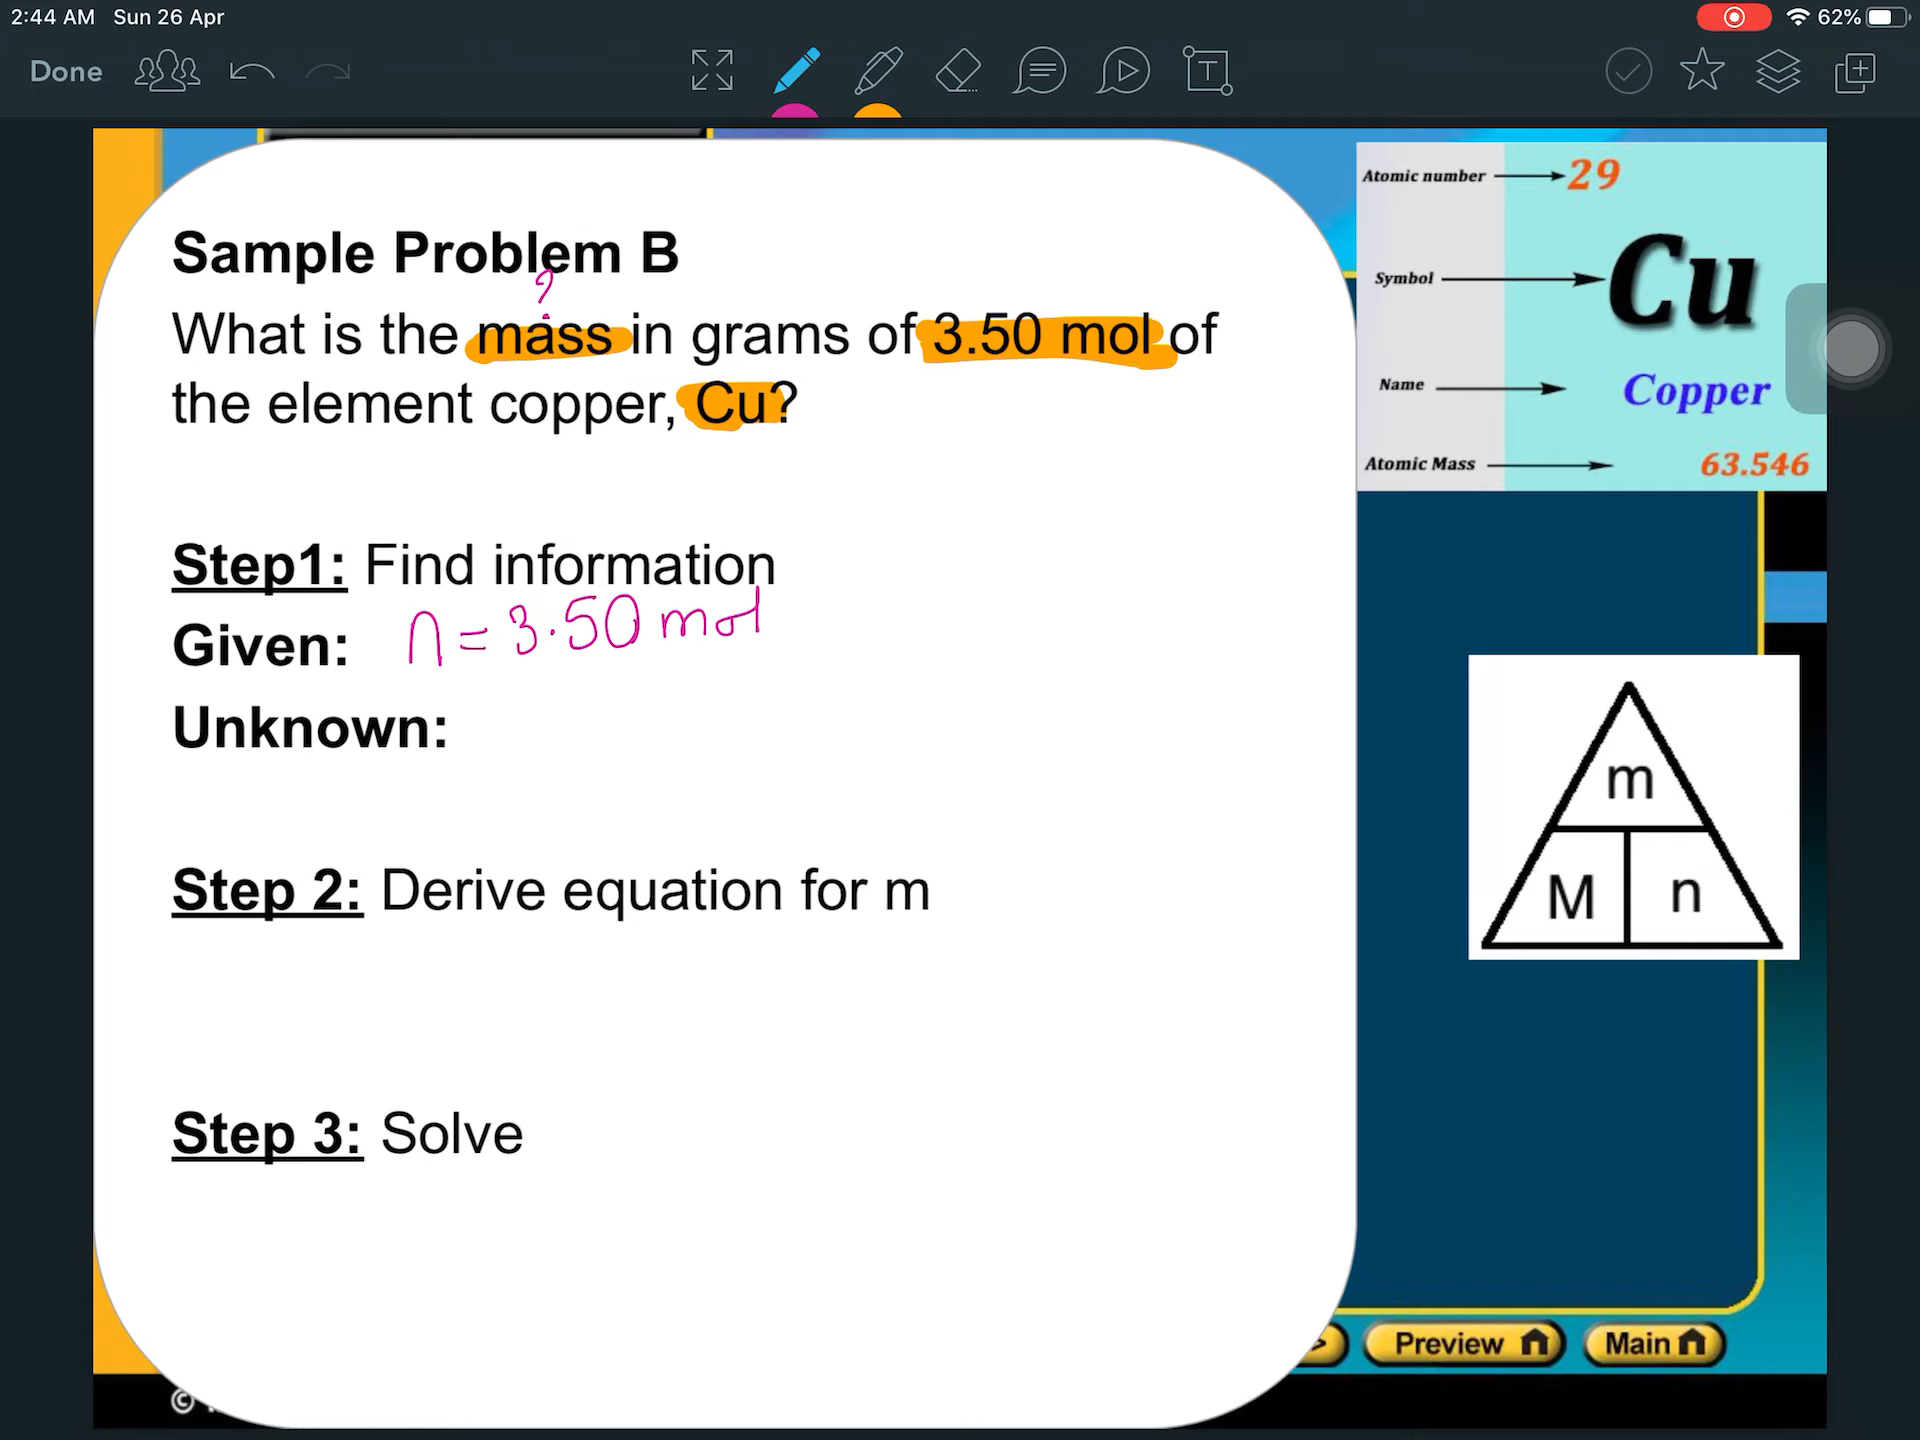 2:44 AM Sun 26 Apr
62%
Done
T
Sample Problem B
?
What is the mass in grams of 3.50 mol of
the element copper, Cu?
Step1: Find information
Given: n = 3.50 mol
Unknown:
Step 2: Derive equation for m
Step 3: Solve
Atomic number 29
Symbol Cu
Name Copper
Atomic Mass 63.546
m
M n
> Preview Main
©